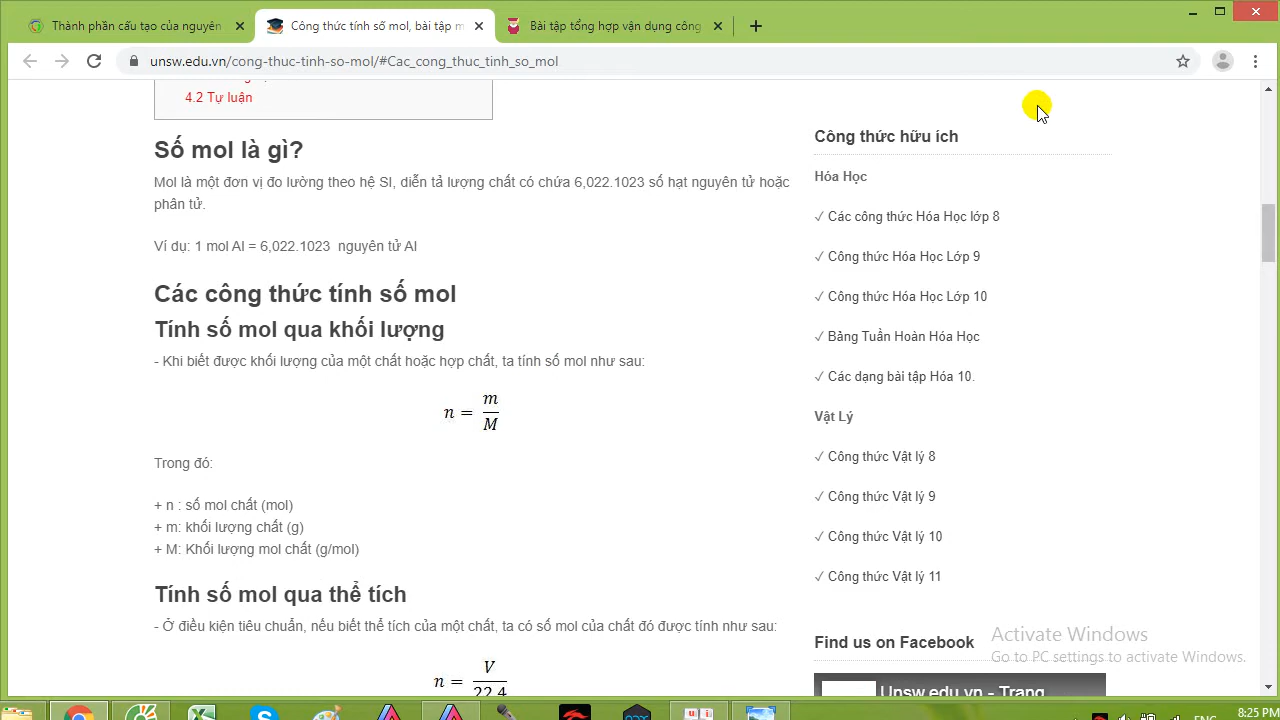 Thành phần cấu tạo của nguyên
Công thức tính số mol, bài tập m
Bài tập tổng hợp vận dụng công
unsw.edu.vn/cong-thuc-tinh-so-mol/#Cac_cong_thuc_tinh_so_mol
4.2 Tự luận
Số mol là gì?
Mol là một đơn vị đo lường theo hệ SI, diễn tả lượng chất có chứa 6,022.1023 số hạt nguyên tử hoặc
phân tử.
Ví dụ: 1 mol AI = 6,022.1023 nguyên tử AI
Các công thức tính số mol
Tính số mol qua khối lượng
- Khi biết được khối lượng của một chất hoặc hợp chất, ta tính số mol như sau:
n = m/M
Trong đó:
+ n : số mol chất (mol)
+ m: khối lượng chất (g)
+ M: Khối lượng mol chất (g/mol)
Tính số mol qua thể tích
- Ở điều kiện tiêu chuẩn, nếu biết thể tích của một chất, ta có số mol của chất đó được tính như sau:
n = V/22.4
Công thức hữu ích
Hóa Học
✓ Các công thức Hóa Học lớp 8
✓ Công thức Hóa Học Lớp 9
✓ Công thức Hóa Học Lớp 10
✓ Bảng Tuần Hoàn Hóa Học
✓ Các dạng bài tập Hóa 10.
Vật Lý
✓ Công thức Vật lý 8
✓ Công thức Vật lý 9
✓ Công thức Vật lý 10
✓ Công thức Vật lý 11
Find us on Facebook
Unsw.edu.vn - Trang
Activate Windows
Go to PC settings to activate Windows.
ENG
8:25 PM